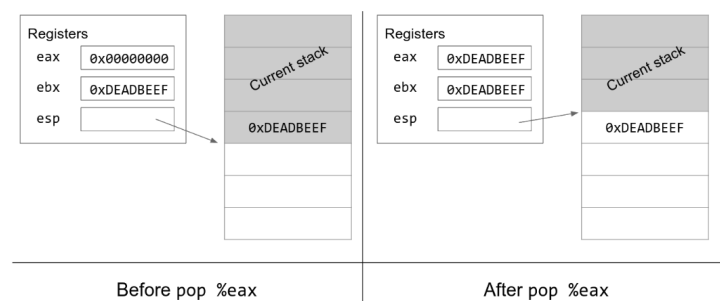 Registers
eax 0x00000000
ebx 0xDEADBEEF
esp
Current stack
0xDEADBEEF
Before pop %eax
Registers
eax 0xDEADBEEF
ebx 0xDEADBEEF
esp
Current stack
0xDEADBEEF
After pop %eax